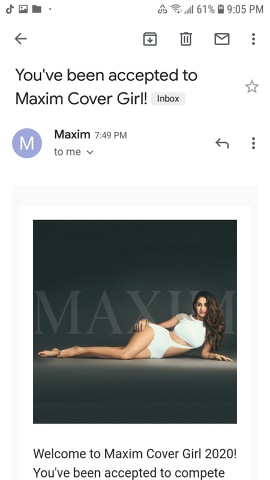 61% 9:05 PM
You've been accepted to
Maxim Cover Girl! Inbox
M
Maxim 7:49 PM
to me
MAXIM
Welcome to Maxim Cover Girl 2020!
You've been accepted to compete